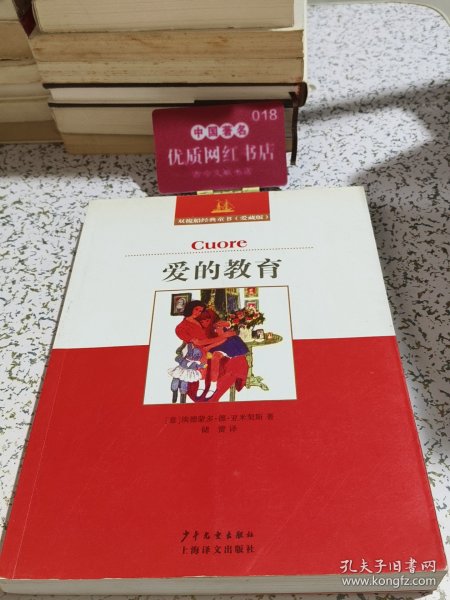 018
中国著名
优质网红书店
双桅船经典童书(爱藏版)
Cuore
爱的教育
[意]埃德蒙多·德·亚米契斯 著
储蕾 译
少年儿童出版社
上海译文出版社
孔夫子旧书网
www.kongfz.com